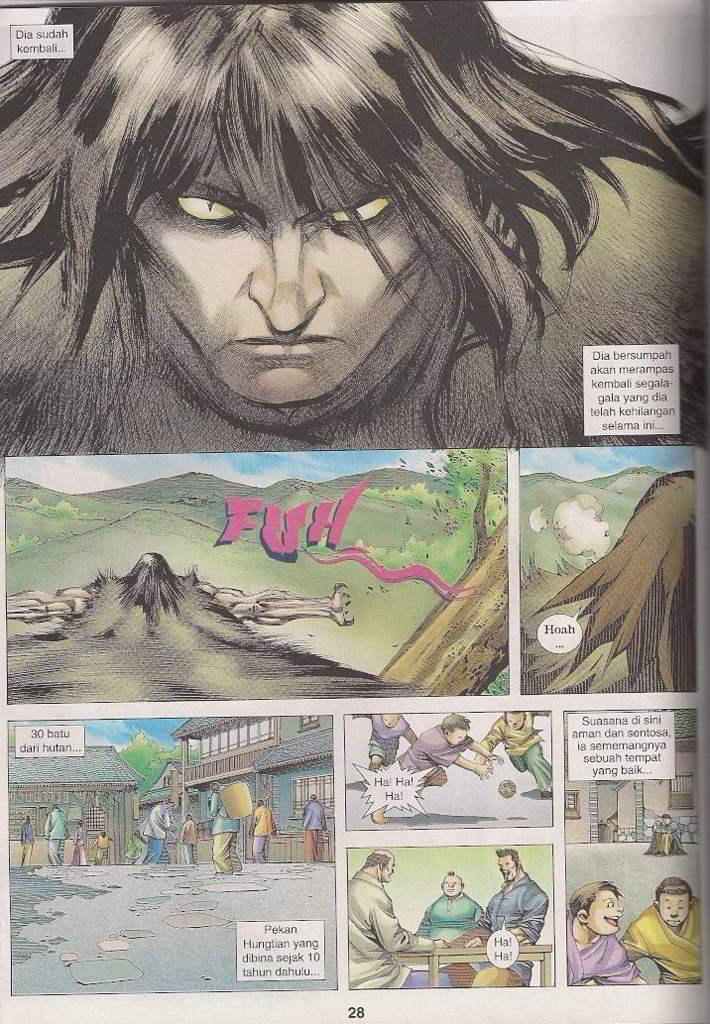 Dia sudah
kembali...
Dia bersumpah
akan merampas
kembali segala-
gala yang dia
telah kehilangan
selama ini...
FUH
Hoah
...
30 batu
dari hutan...
Pekan
Hungtian yang
dibina sejak 10
tahun dahulu...
Ha! Ha!
Ha!
Ha!
Ha!
Suasana di sini
aman dan sentosa,
ia sememangnya
sebuah tempat
yang baik...
28